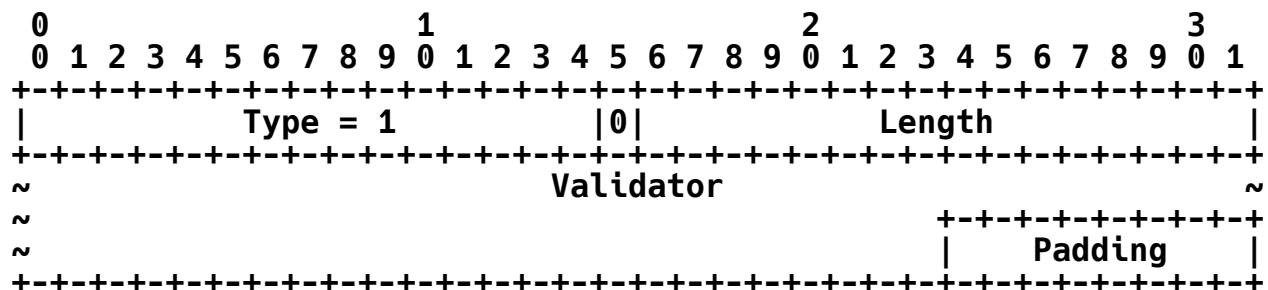 0                   1                   2                   3
 0 1 2 3 4 5 6 7 8 9 0 1 2 3 4 5 6 7 8 9 0 1 2 3 4 5 6 7 8 9 0 1
+-+-+-+-+-+-+-+-+-+-+-+-+-+-+-+-+-+-+-+-+-+-+-+-+-+-+-+-+-+-+-+-+
|           Type = 1          |0|            Length             |
+-+-+-+-+-+-+-+-+-+-+-+-+-+-+-+-+-+-+-+-+-+-+-+-+-+-+-+-+-+-+-+-+
~                           Validator                           ~
~                                               +-+-+-+-+-+-+-+-+
~                                               |    Padding    |
+-+-+-+-+-+-+-+-+-+-+-+-+-+-+-+-+-+-+-+-+-+-+-+-+-+-+-+-+-+-+-+-+